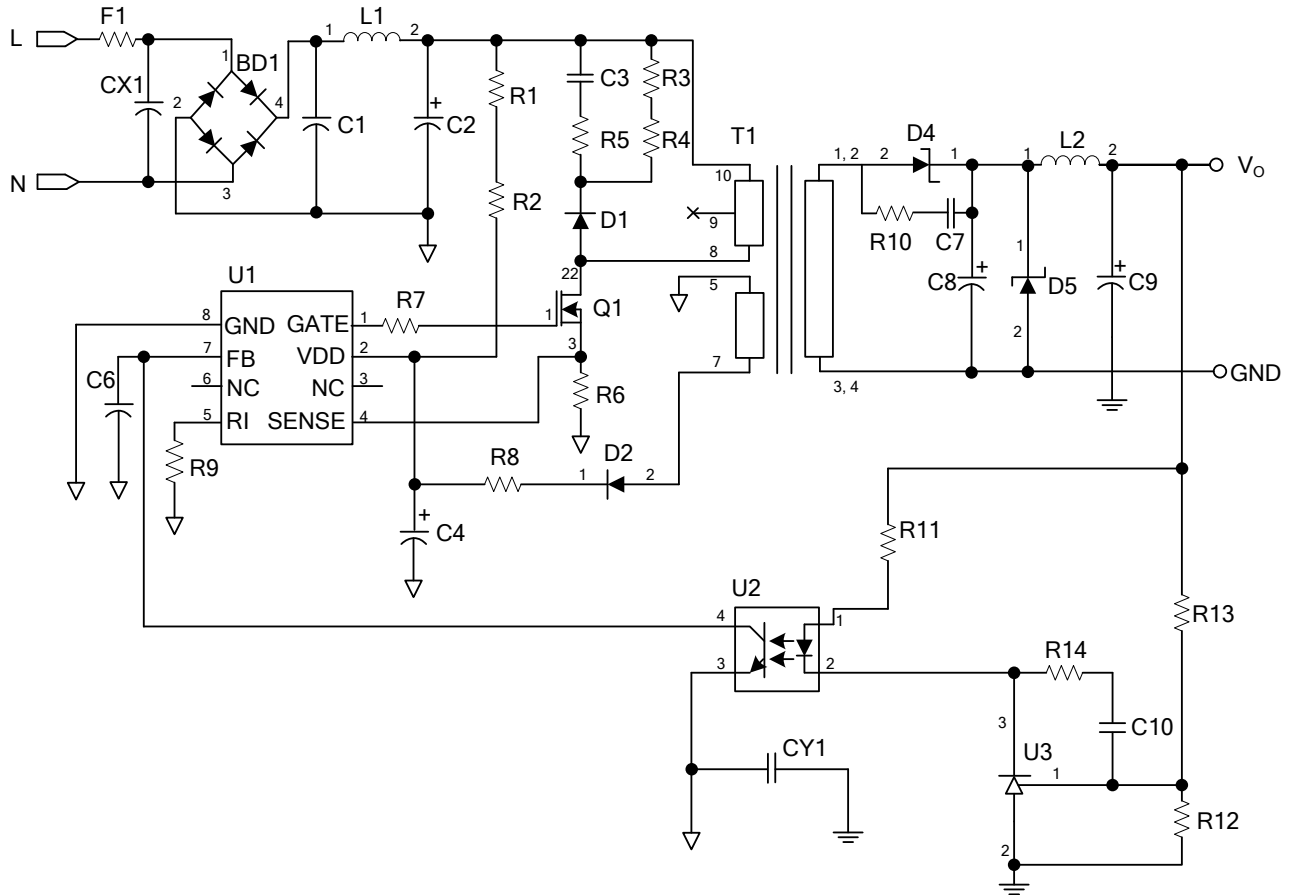 L
F1
CX1
N
1
2
BD1
4
3
1
L1
2
C1
+
C2
R1
R2
C3
R5
R3
R4
D1
T1
10
9
8
5
7
1, 2
3, 4
2
D4
1
R10
C7
C8
+
1
D5
2
1
L2
2
+
C9
VO
GND
U1
8
GND
GATE
1
7
FB
VDD
2
6
NC
NC
3
5
RI
SENSE
4
R7
22
1
Q1
3
R6
C6
R9
R8
1
D2
2
+
C4
R11
U2
4
1
3
2
R13
R14
3
C10
U3
1
2
R12
CY1